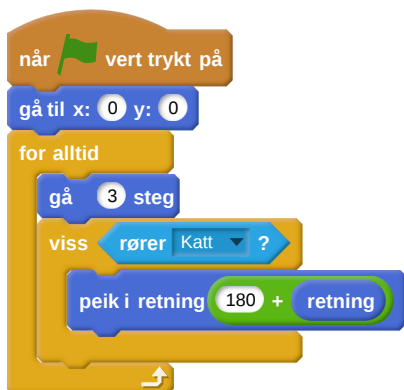 når vert trykt på
gå til x: 0 y: 0
for alltid
gå 3 steg
viss rører Katt ?
peik i retning 180 + retning